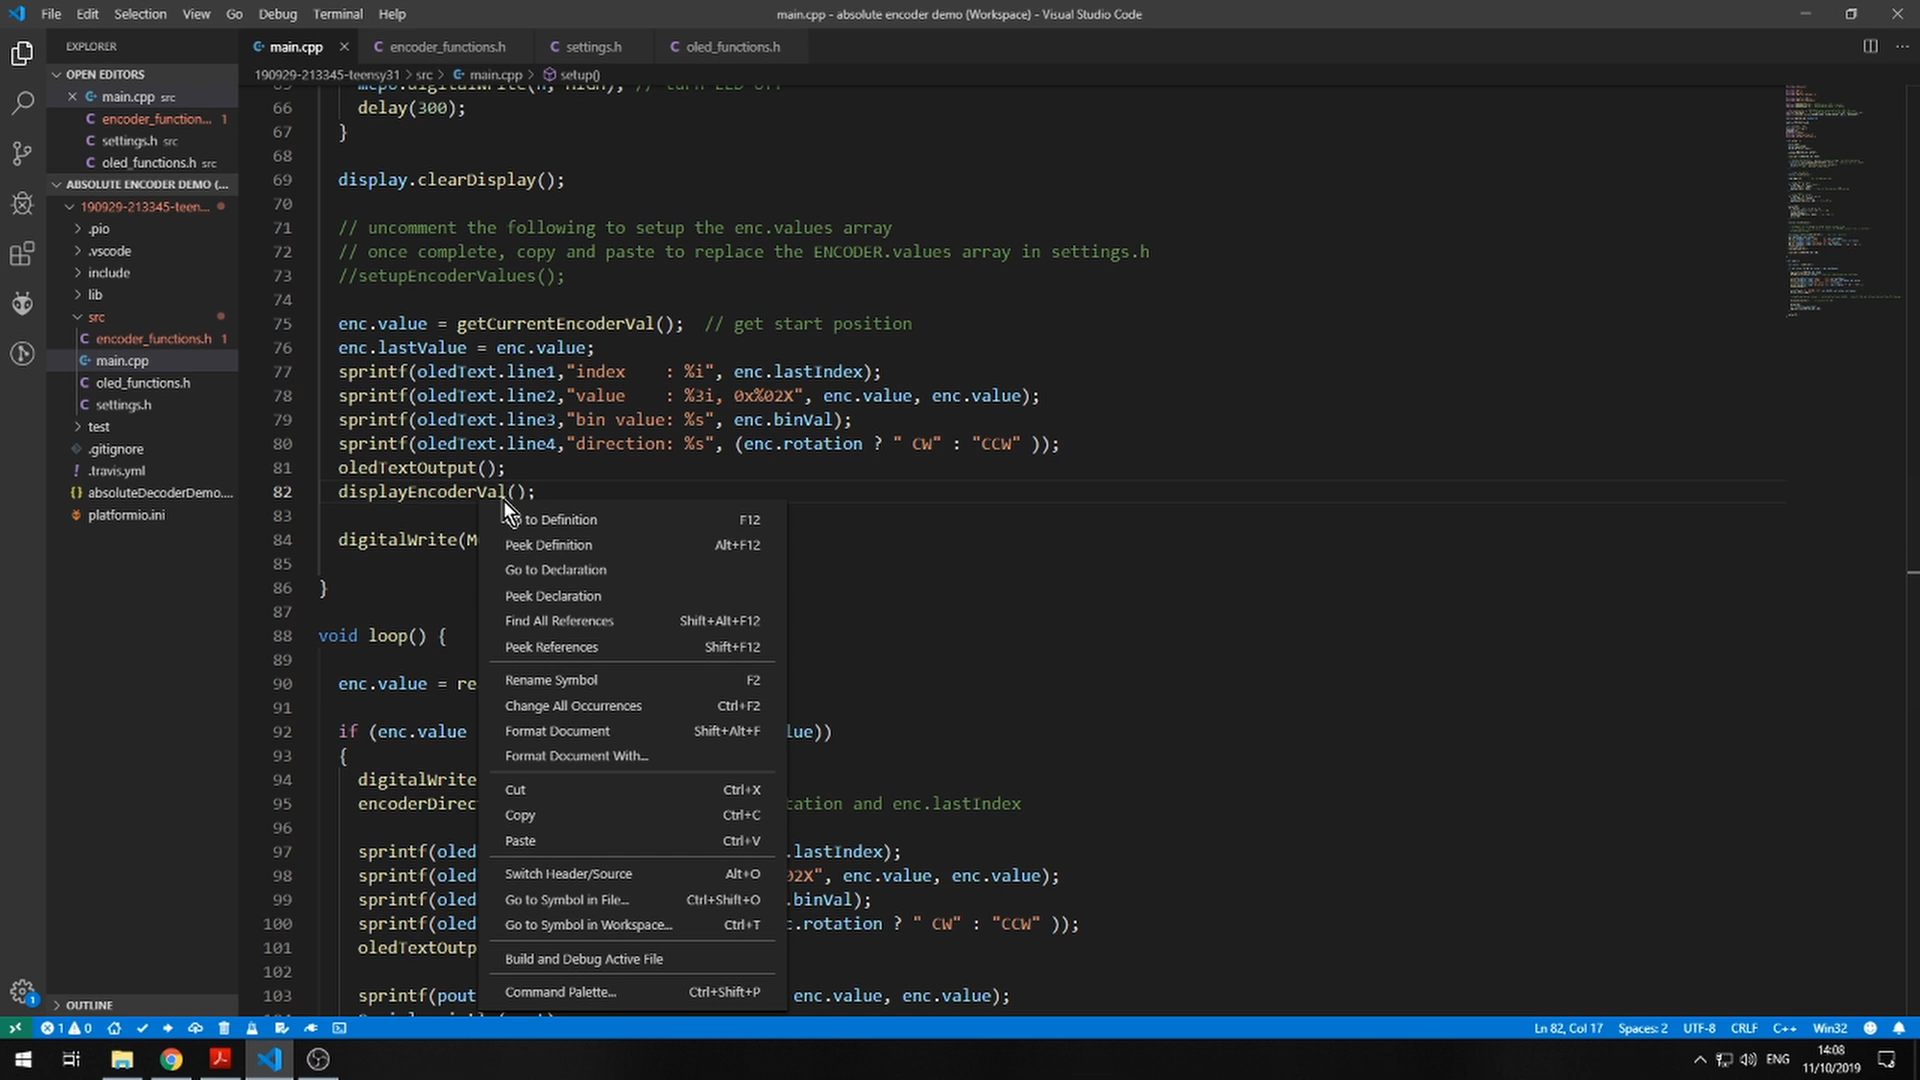 File Edit Selection View Go Debug Terminal Help
main.cpp - absolute encoder demo (Workspace) - Visual Studio Code
EXPLORER
main.cpp
encoder_functions.h
settings.h
oled_functions.h
OPEN EDITORS
main.cpp src
encoder_function... 1
settings.h src
oled_functions.h src
ABSOLUTE ENCODER DEMO (...
190929-213345-teen...
.pio
.vscode
include
lib
src
encoder_functions.h 1
main.cpp
oled_functions.h
settings.h
test
.gitignore
.travis.yml
absoluteDecoderDemo....
platformio.ini
OUTLINE
190929-213345-teensy31 > src > main.cpp > setup()
66 delay(300);
67 }
68
69 display.clearDisplay();
70
71 // uncomment the following to setup the enc.values array
72 // once complete, copy and paste to replace the ENCODER.values array in settings.h
73 //setupEncoderValues();
74
75 enc.value = getCurrentEncoderVal(); // get start position
76 enc.lastValue = enc.value;
77 sprintf(oledText.line1,"index    : %i", enc.lastIndex);
78 sprintf(oledText.line2,"value    : %3i, 0x%02X", enc.value, enc.value);
79 sprintf(oledText.line3,"bin value: %s", enc.binVal);
80 sprintf(oledText.line4,"direction: %s", (enc.rotation ? " CW" : "CCW" ));
81 oledTextOutput();
82 displayEncoderVal();
83
84 digitalWrite(M
85
86 }
87
88 void loop() {
89
90 enc.value = re
91
92 if (enc.value lue))
93 {
94 digitalWrite
95 encoderDirec tation and enc.lastIndex
96
97 sprintf(oled .lastIndex);
98 sprintf(oled 02X", enc.value, enc.value);
99 sprintf(oled .binVal);
100 sprintf(oled c.rotation ? " CW" : "CCW" ));
101 oledTextOutp
102
103 sprintf(pout enc.value, enc.value);
to Definition F12
Peek Definition Alt+F12
Go to Declaration
Peek Declaration
Find All References Shift+Alt+F12
Peek References Shift+F12
Rename Symbol F2
Change All Occurrences Ctrl+F2
Format Document Shift+Alt+F
Format Document With...
Cut Ctrl+X
Copy Ctrl+C
Paste Ctrl+V
Switch Header/Source Alt+O
Go to Symbol in File... Ctrl+Shift+O
Go to Symbol in Workspace... Ctrl+T
Build and Debug Active File
Command Palette... Ctrl+Shift+P
1
1 0
Ln 82, Col 17 Spaces: 2 UTF-8 CRLF C++ Win32
ENG
14:08
11/10/2019